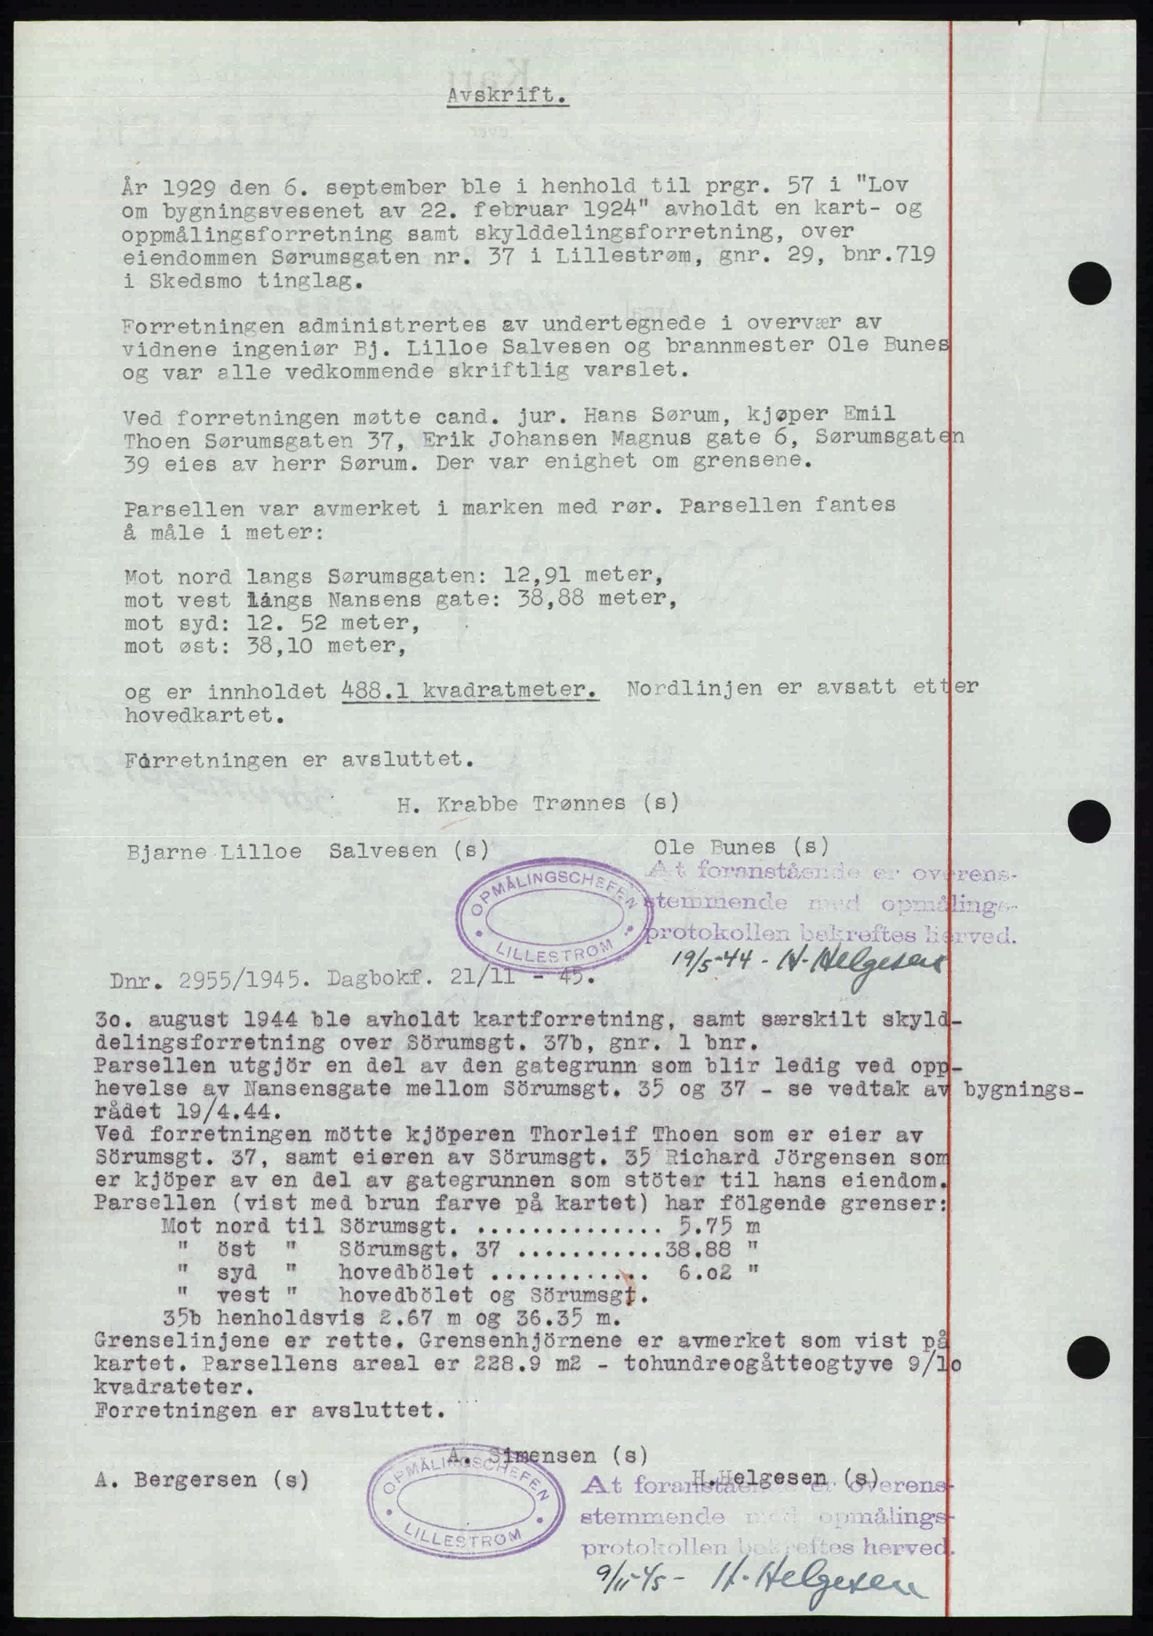 Avskrift.
År 1929 den 6. september ble i henhold til prgr. 57 i "Lov
om bygningsvesenet av 22. februar 1924" avholdt en kart- og
oppmålingsforretning samt skylddelingsforretning, over
eiendommen Sørumsgaten nr. 37 i Lillestrøm, gnr. 29, bnr.719
i Skedsmo tinglag.
Forretningen administrertes av undertegnede i overvær av
vidnene ingeniør Bj. Lilloe Salvesen og brannmester Ole Bunes
og var alle vedkommende skriftlig varslet.
Ved forretningen møtte cand. jur. Hans Sørum, kjøper Emil
Thoen Sørumsgaten 37, Erik Johansen Magnus gate 6, Sørumsgaten
39 eies av herr Sørum. Der var enighet om grensene.
Parsellen var avmerket i marken med rør. Parsellen fantes
å måle i meter:
Mot nord langs Sørumsgaten: 12,91 meter,
mot vest langs Nansens gate: 38,88 meter,
mot syd: 12. 52 meter,
mot øst: 38,10 meter,
og er innholdet 488.1 kvadratmeter. Nordlinjen er avsatt etter
hovedkartet.
Forretningen er avsluttet.
H. Krabbe Trønnes (s)
Bjarne Lilloe Salvesen (s) Ole Bunes (s)
At foranstående er overens-
stemmende med opmålings-
protokollen bekreftes herved.
OPMÅLINGSCHEFEN
LILLESTRØM
19/5-44 - H. Helgesen
Dnr. 2955/1945. Dagbokf. 21/11 - 45.
3o. august 1944 ble avholdt kartforretning, samt særskilt skyld-
delingsforretning over Sörumsgt. 37b, gnr. 1 bnr.
Parsellen utgjör en del av den gategrunn som blir ledig ved opp-
hevelse av Nansensgate mellom Sörumsgt. 35 og 37 - se vedtak av bygnings-
rådet 19/4.44.
Ved forretningen mötte kjöperen Thorleif Thoen som er eier av
Sörumsgt. 37, samt eieren av Sörumsgt. 35 Richard Jörgensen som
er kjöper av en del av gategrunnen som stöter til hans eiendom.
Parsellen (vist med brun farve på kartet) har fölgende grenser:
Mot nord til Sörumsgt. .............. 5.75 m
" öst " Sörumsgt. 37 ...........38.88 "
" syd " hovedbölet ............ 6.o2 "
" vest " hovedbölet og Sörumsgt.
35b henholdsvis 2.67 m og 36.35 m.
Grenselinjene er rette. Grensenhjörnene er avmerket som vist på
kartet. Parsellens areal er 228.9 m2 - tohundreogåtteogtyve 9/1o
kvadrateter.
Forretningen er avsluttet.
A. Simensen (s)
A. Bergersen (s) H.Helgesen (s)
OPMÅLINGSCHEFEN
LILLESTRØM
At foranstående er overens-
stemmende med opmålings-
protokollen bekreftes herved.
9/11-45 - H. Helgesen